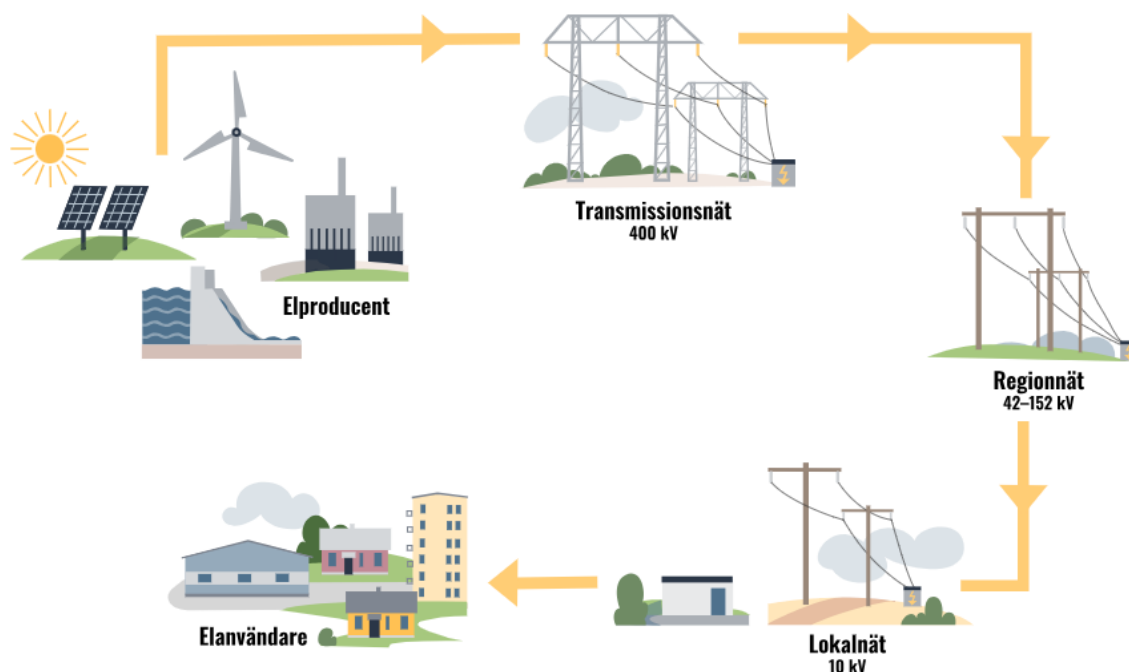 Elproducent
Transmissionsnät
400 kV
Regionnät
42–152 kV
Lokalnät
10 kV
Elanvändare